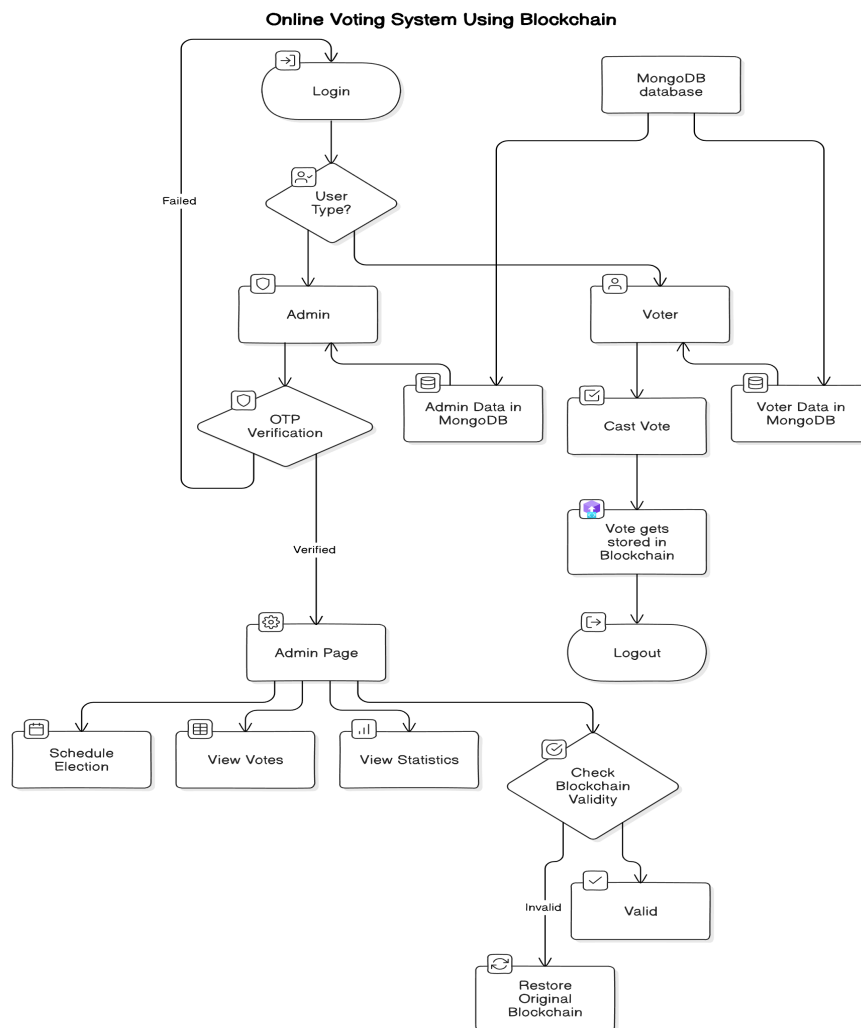 Online Voting System Using Blockchain
Login
MongoDB
database
Failed
User
Type?
Admin
Voter
OTP
Verification
Admin Data in
MongoDB
Cast Vote
Voter Data in
MongoDB
Vote gets
stored in
Blockchain
Verified
Admin Page
Logout
Schedule
Election
View Votes
View Statistics
Check
Blockchain
Validity
Invalid
Valid
Restore
Original
Blockchain